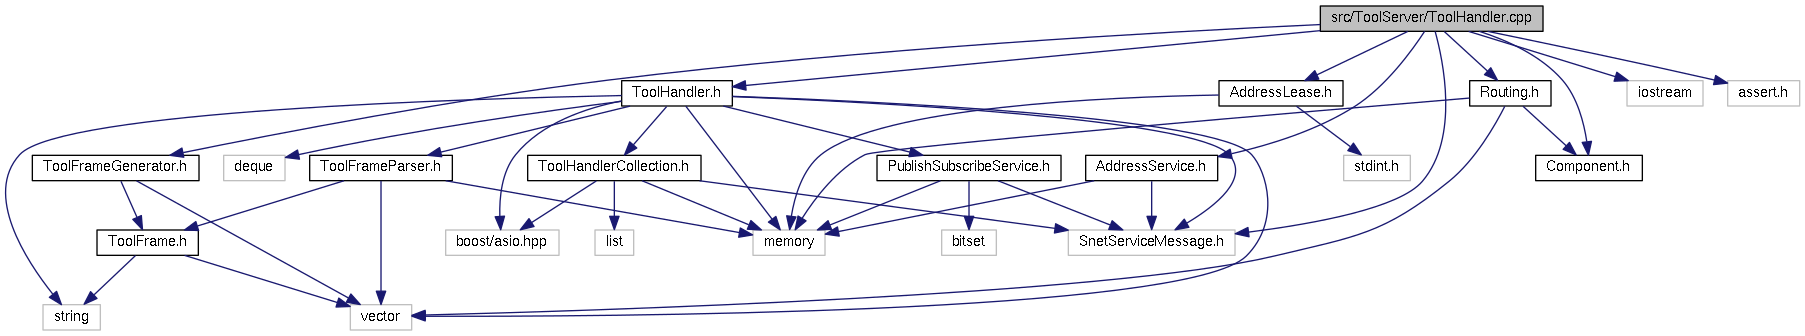 src/ToolServer/ToolHandler.cpp
ToolHandler.h
AddressLease.h
Routing.h
iostream
assert.h
ToolFrameGenerator.h
deque
ToolFrameParser.h
ToolHandlerCollection.h
PublishSubscribeService.h
AddressService.h
stdint.h
Component.h
ToolFrame.h
boost/asio.hpp
list
memory
bitset
SnetServiceMessage.h
string
vector